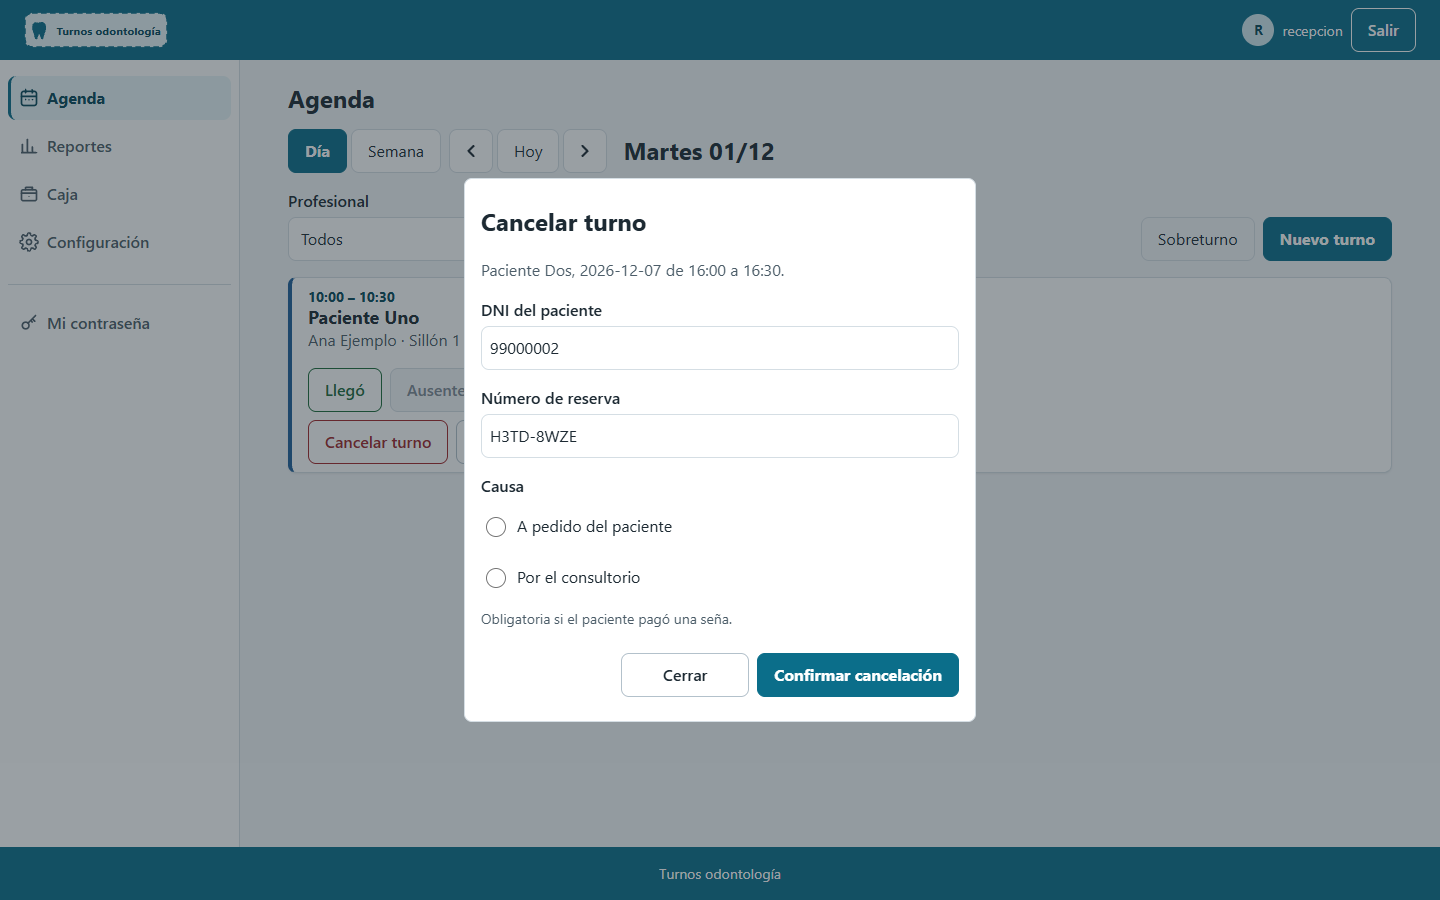 Turnos odontología
R recepcion Salir
Agenda
Reportes
Caja
Configuración
Mi contraseña
Agenda
Día Semana Hoy Martes 01/12
Profesional
Todos
Sobreturno Nuevo turno
10:00 – 10:30
Paciente Uno
Ana Ejemplo · Sillón 1
Llegó Ausente
Cancelar turno
Cancelar turno
Paciente Dos, 2026-12-07 de 16:00 a 16:30.
DNI del paciente
99000002
Número de reserva
H3TD-8WZE
Causa
A pedido del paciente
Por el consultorio
Obligatoria si el paciente pagó una seña.
Cerrar Confirmar cancelación
Turnos odontología